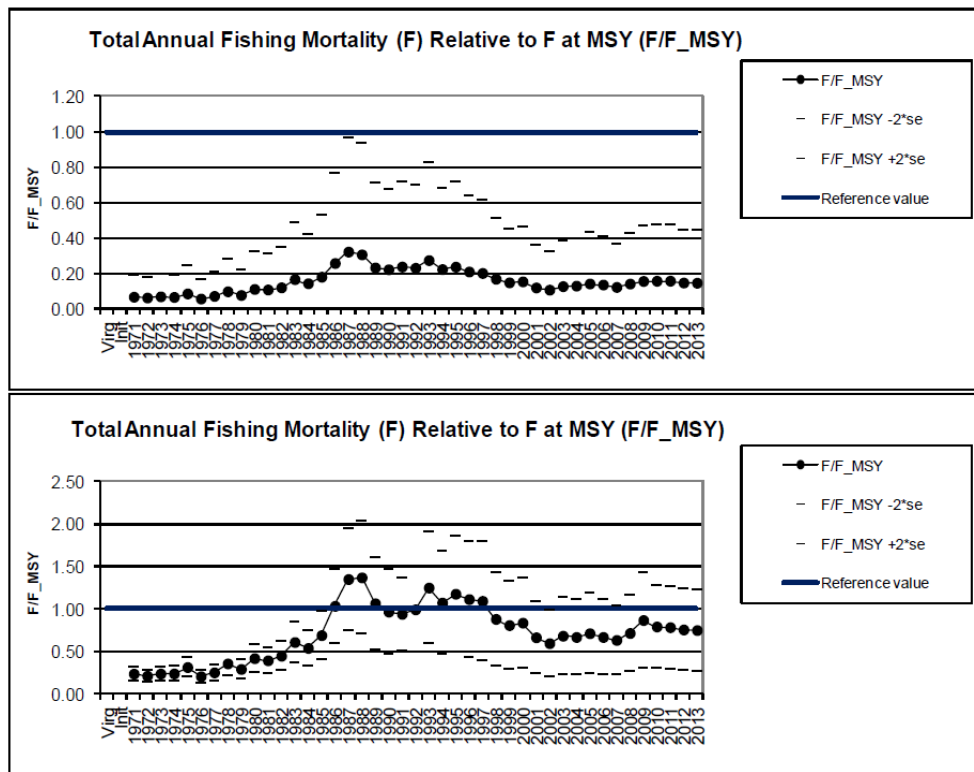 Total Annual Fishing Mortality (F) Relative to F at MSY (F/F_MSY)
F/F_MSY
1.20
1.00
0.80
0.60
0.40
0.20
0.00
Virg Init 1971 1972 1973 1974 1975 1976 1977 1978 1979 1980 1981 1982 1983 1984 1985 1986 1987 1988 1989 1990 1991 1992 1993 1994 1995 1996 1997 1998 1999 2000 2001 2002 2003 2004 2005 2006 2007 2008 2009 2010 2011 2012 2013
F/F_MSY
F/F_MSY -2*se
F/F_MSY +2*se
Reference value
Total Annual Fishing Mortality (F) Relative to F at MSY (F/F_MSY)
F/F_MSY
2.50
2.00
1.50
1.00
0.50
0.00
Virg Init 1971 1972 1973 1974 1975 1976 1977 1978 1979 1980 1981 1982 1983 1984 1985 1986 1987 1988 1989 1990 1991 1992 1993 1994 1995 1996 1997 1998 1999 2000 2001 2002 2003 2004 2005 2006 2007 2008 2009 2010 2011 2012 2013
F/F_MSY
F/F_MSY -2*se
F/F_MSY +2*se
Reference value